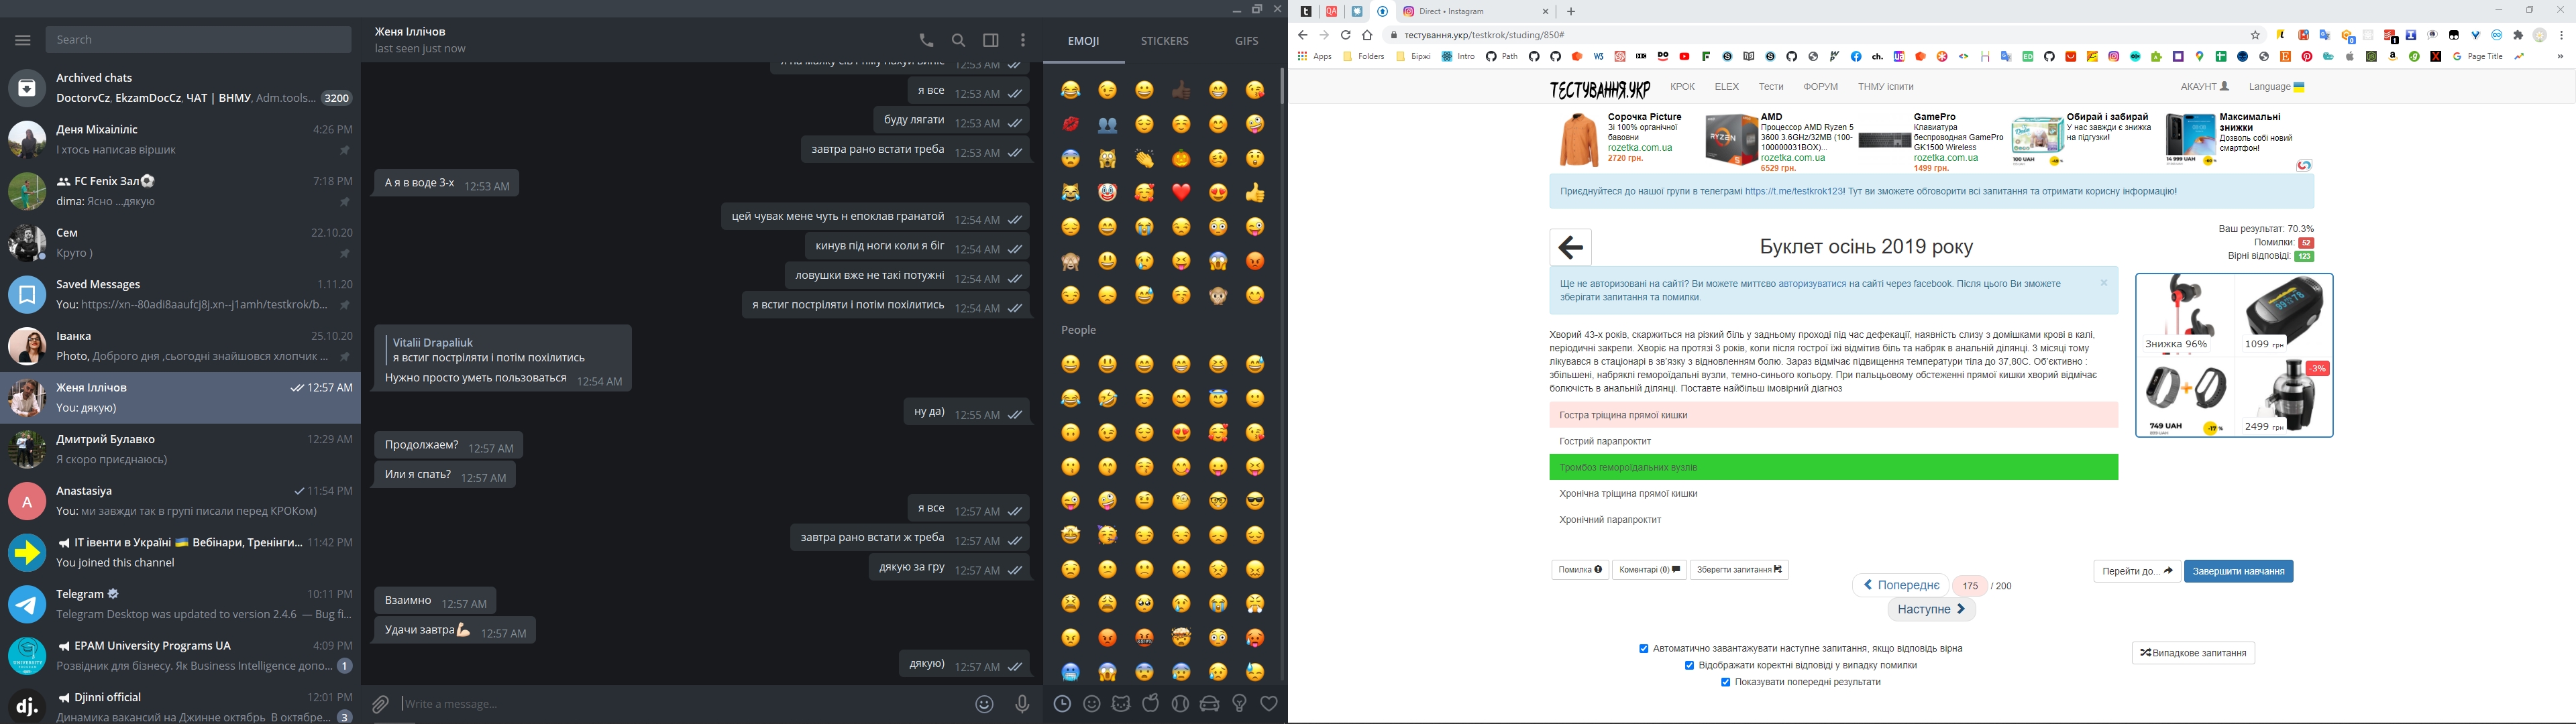 Search
Archived chats
DoctorvCz, EkzamDocCz, ЧАТ | ВНМУ, Adm.tools... 3200
Деня Міхаіліліс 4:26 PM
І хтось написав віршик
FC Fenix Зал⚽ 7:18 PM
dima: Ясно ...дякую
Сем 22.10.20
Круто )
Saved Messages 1.11.20
You: https://xn--80adi8aaufcj8j.xn--j1amh/testkrok/b...
Іванка 25.10.20
Photo, Доброго дня ,сьогодні знайшовся хлопчик ...
Женя Іллічов 12:57 AM
You: дякую)
Дмитрий Булавко 12:29 AM
Я скоро приєднаюсь)
A
Anastasiya 11:54 PM
You: ми завжди так в групі писали перед КРОКом)
ІТ івенти в Україні 🇺🇦 Вебінари, Тренінги... 11:42 PM
You joined this channel
Telegram 10:11 PM
Telegram Desktop was updated to version 2.4.6 — Bug fi...
EPAM University Programs UA 4:09 PM
Розвідник для бізнесу. Як Business Intelligence допо... 1
dj.
Djinni official 12:01 PM
Динамика вакансий на Джинне октябрь В октябре... 3
Женя Іллічов
last seen just now
12:53 AM
я все 12:53 AM
буду лягати 12:53 AM
завтра рано встати треба 12:53 AM
А я в воде 3-х 12:53 AM
цей чувак мене чуть н епоклав гранатой 12:54 AM
кинув під ноги коли я біг 12:54 AM
ловушки вже не такі потужні 12:54 AM
я встиг постріляти і потім похілитись 12:54 AM
Vitalii Drapaliuk
я встиг постріляти і потім похілитись
Нужно просто уметь пользоваться 12:54 AM
ну да) 12:55 AM
Продолжаем? 12:57 AM
Или я спать? 12:57 AM
я все 12:57 AM
завтра рано встати ж треба 12:57 AM
дякую за гру 12:57 AM
Взаимно 12:57 AM
Удачи завтра💪🏻 12:57 AM
дякую) 12:57 AM
Write a message...
EMOJI STICKERS GIFS
People
Direct • Instagram
тестування.укр/testkrok/studing/850#
Apps Folders Біржі Intro Path Page Title
ТЕСТУВАННЯ.УКР КРОК ELEX Тести ФОРУМ ТНМУ іспити АКАУНТ Language
Сорочка Picture
Зі 100% органічної
бавовни
2720 грн.
AMD
Процессор AMD Ryzen 5
3600 3.6GHz/32MB (100-
100000031BOX)...
rozetka.com.ua
6529 грн.
GamePro
Клавиатура
беспроводная GamePro
GK1500 Wireless
rozetka.com.ua
1499 грн.
Обирай і забирай
У нас завжди є знижка
на підгузки!
Максимальні
знижки
Дозволь собі новий
смартфон!
Приєднуйтеся до нашої групи в телеграмі https://t.me/testkrok123! Тут ви зможете обговорити всі запитання та отримати корисну інформацію!
Буклет осінь 2019 року
Ваш результат: 70.3%
Помилки: 52
Вірні відповіді: 123
Ще не авторизовані на сайті? Ви можете миттєво авторизуватися на сайті через facebook. Після цього Ви зможете
зберігати запитання та помилки.
Хворий 43-х років, скаржиться на різкий біль у задньому проході під час дефекації, наявність слизу з домішками крові в калі,
періодичні закрепи. Хворіє на протязі 3 років, коли після гострої їжі відмітив біль та набряк в анальній ділянці. 3 місяці тому
лікувався в стаціонарі в зв'язку з відновленням болю. Зараз відмічає підвищення температури тіла до 37,80С. Об'єктивно :
збільшені, набряклі гемороїдальні вузли, темно-синього кольору. При пальцьовому обстеженні прямої кишки хворий відмічає
болючість в анальній ділянці. Поставте найбільш імовірний діагноз
Гостра тріщина прямої кишки
Гострий парапроктит
Тромбоз гемороїдальних вузлів
Хронічна тріщина прямої кишки
Хронічний парапроктит
Знижка 96%
1099 грн
749 UAH
-3%
2499 грн
Помилка Коментарі (0) Зберегти запитання
Попереднє 175 / 200
Наступне
Перейти до... Завершити навчання
Автоматично завантажувати наступне запитання, якщо відповідь вірна
Відображати коректні відповіді у випадку помилки
Показувати попередні результати
Випадкове запитання